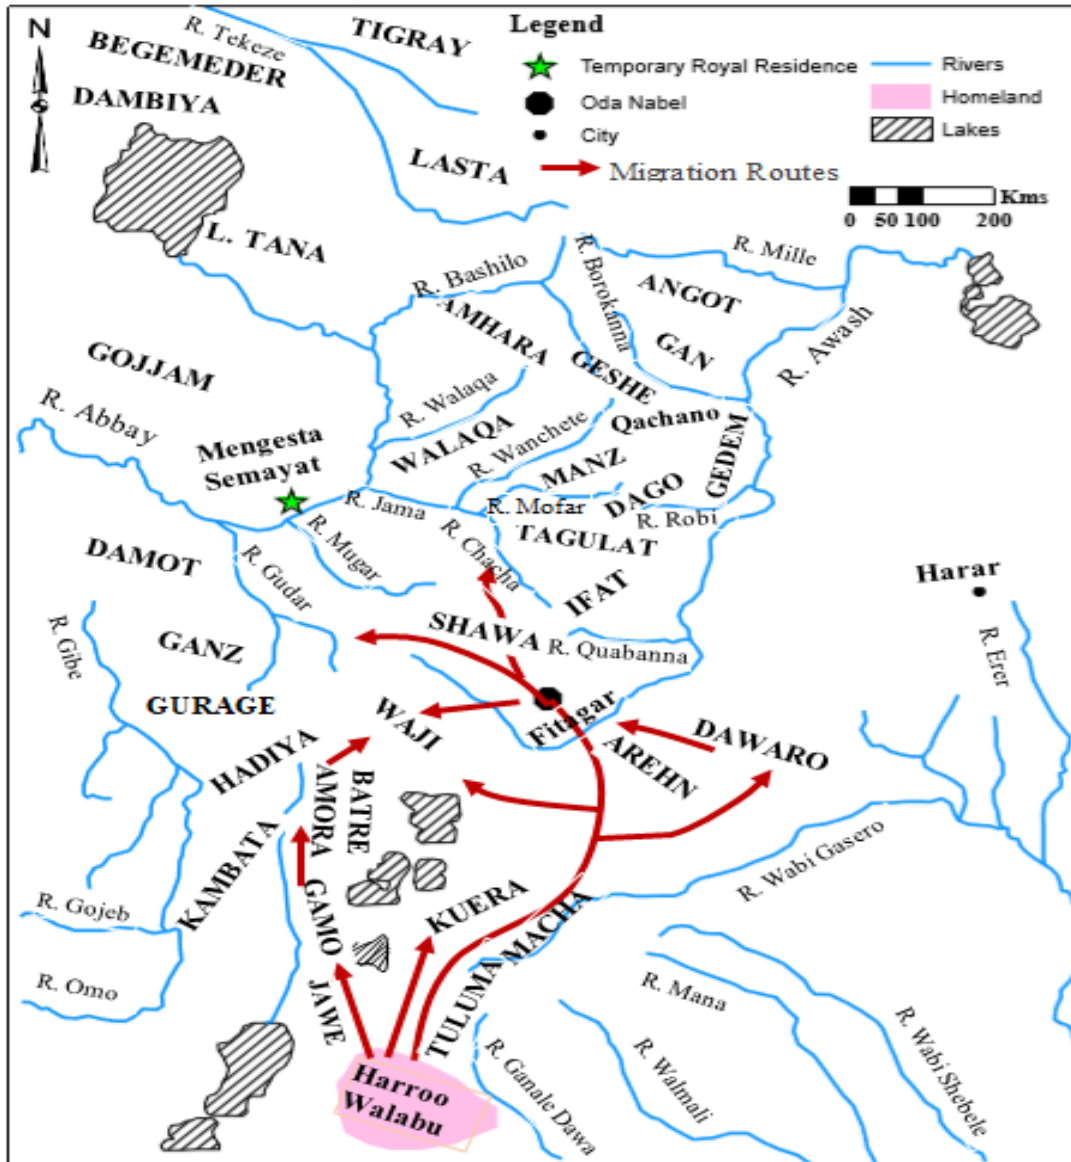 N
Legend
Temporary Royal Residence
Oda Nabel
City
Migration Routes
Rivers
Homeland
Lakes
Kms
0 50 100 200
R. Tekeze
TIGRAY
BEGEMEDER
DAMBIYA
LASTA
L. TANA
R. Bashilo
R. Borokanna
R. Mille
ANGOT
AMHARA
GAN
R. Awash
GESHE
GOJJAM
R. Abbay
R. Walaqa
Qachano
Mengesta
Semayat
WALAQA
R. Wanchete
MANZ
GEDEM
DAGO
R. Jama
R. Mofar
R. Robi
R. Mugar
R. Chacha
TAGULAT
DAMOT
R. Gudar
IFAT
Harar
R. Gibe
GANZ
SHAWA
R. Quabanna
R. Erer
GURAGE
WAJI
Fitagar
DAWARO
AREHN
HADIYA
AMORA
BATRE
KAMBATA
R. Wabi Gasero
GAMO
KUERA
MACHA
R. Gojeb
R. Omo
JAWE
TULUMA
R. Mana
R. Wabi Shebele
R. Walmali
R. Ganale Dawa
Harroo
Walabu